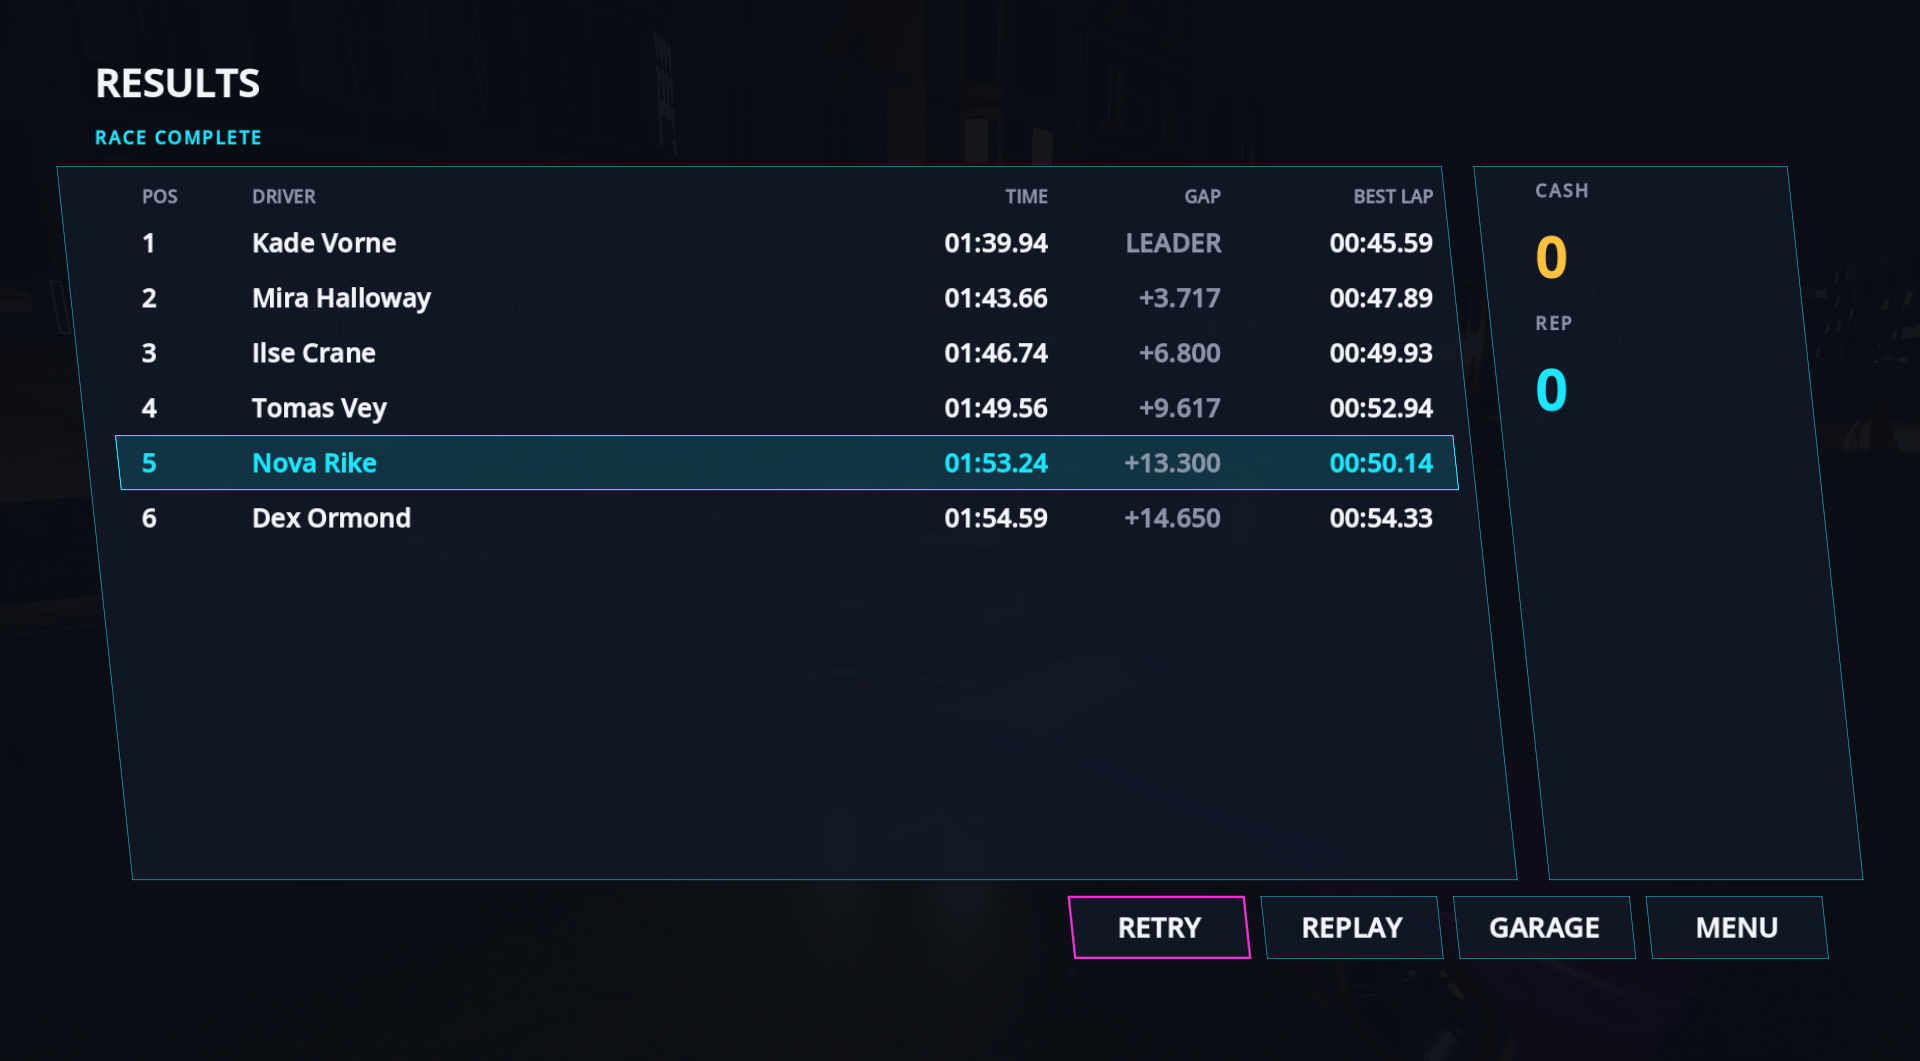 RESULTS
RACE COMPLETE
POS DRIVER TIME GAP BEST LAP
1 Kade Vorne 01:39.94 LEADER 00:45.59
2 Mira Halloway 01:43.66 +3.717 00:47.89
3 Ilse Crane 01:46.74 +6.800 00:49.93
4 Tomas Vey 01:49.56 +9.617 00:52.94
5 Nova Rike 01:53.24 +13.300 00:50.14
6 Dex Ormond 01:54.59 +14.650 00:54.33
CASH
0
REP
0
RETRY REPLAY GARAGE MENU